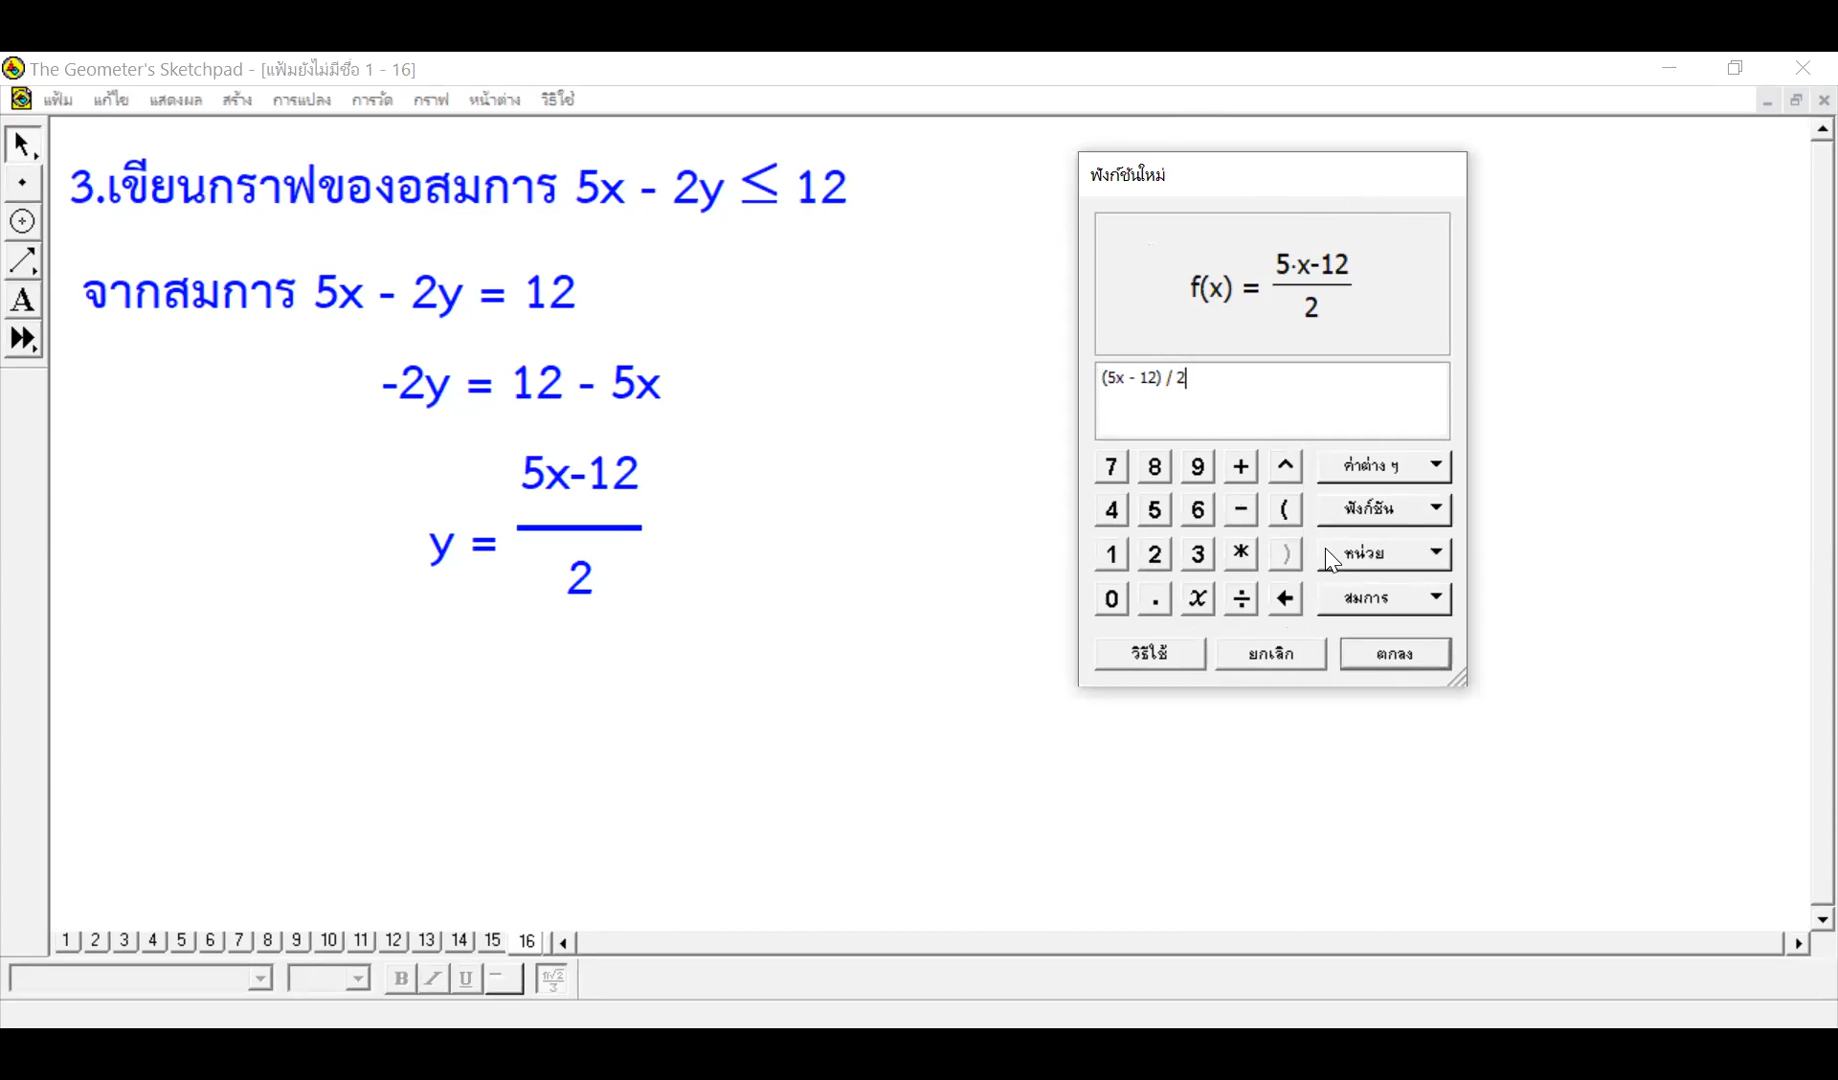 The Geometer's Sketchpad - [แฟ้มยังไม่มีชื่อ 1 - 16]
แฟ้ม แก้ไข แสดงผล สร้าง การแปลง การวัด กราฟ หน้าต่าง วิธีใช้
3.เขียนกราฟของอสมการ 5x - 2y ≤ 12
จากสมการ 5x - 2y = 12
-2y = 12 - 5x
5x-12
y =
2
ฟังก์ชันใหม่
5·x-12
f(x) =
2
(5x - 12) / 2
7 8 9 + ^ ค่าต่าง ๆ
4 5 6 - ( ฟังก์ชัน
1 2 3 * ) หน่วย
0 . x ÷ ← สมการ
วิธีใช้ ยกเลิก ตกลง
A
1 2 3 4 5 6 7 8 9 10 11 12 13 14 15 16
B I U